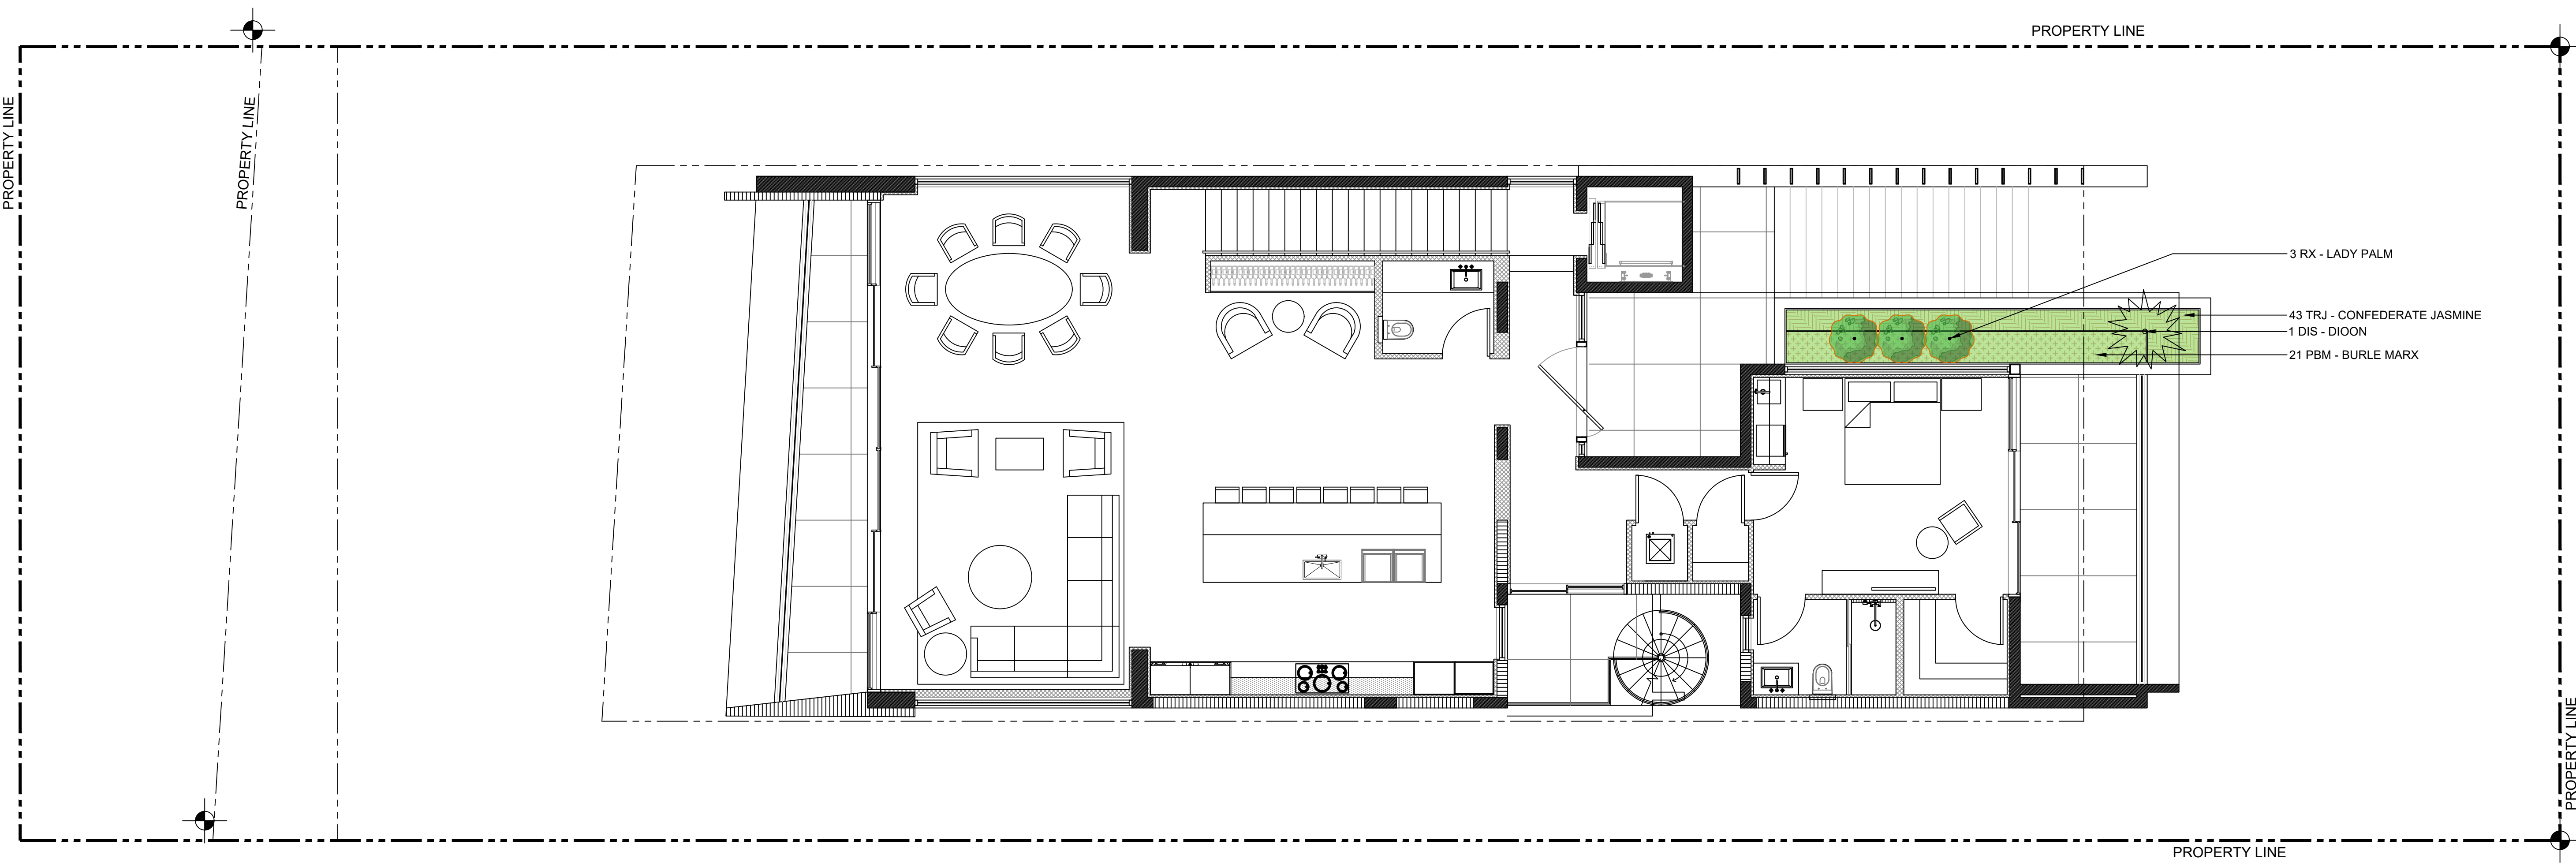 PROPERTY LINE
PROPERTY LINE
PROPERTY LINE
3 RX - LADY PALM
43 TRJ - CONFEDERATE JASMINE
1 DIS - DIOON
21 PBM - BURLE MARX
PROPERTY LINE
PROPERTY LINE